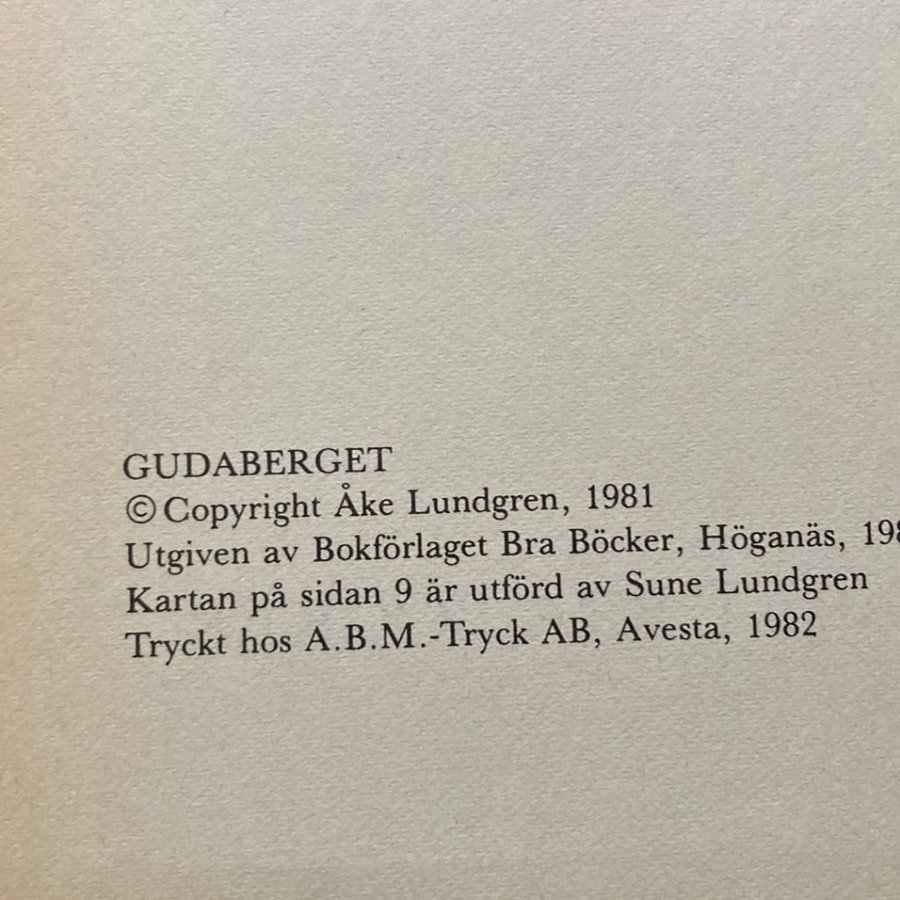 GUDABERGET
© Copyright Åke Lundgren, 1981
Utgiven av Bokförlaget Bra Böcker, Höganäs,
Kartan på sidan 9 är utförd av Sune Lundgren
Tryckt hos A.B.M.-Tryck AB, Avesta, 1982